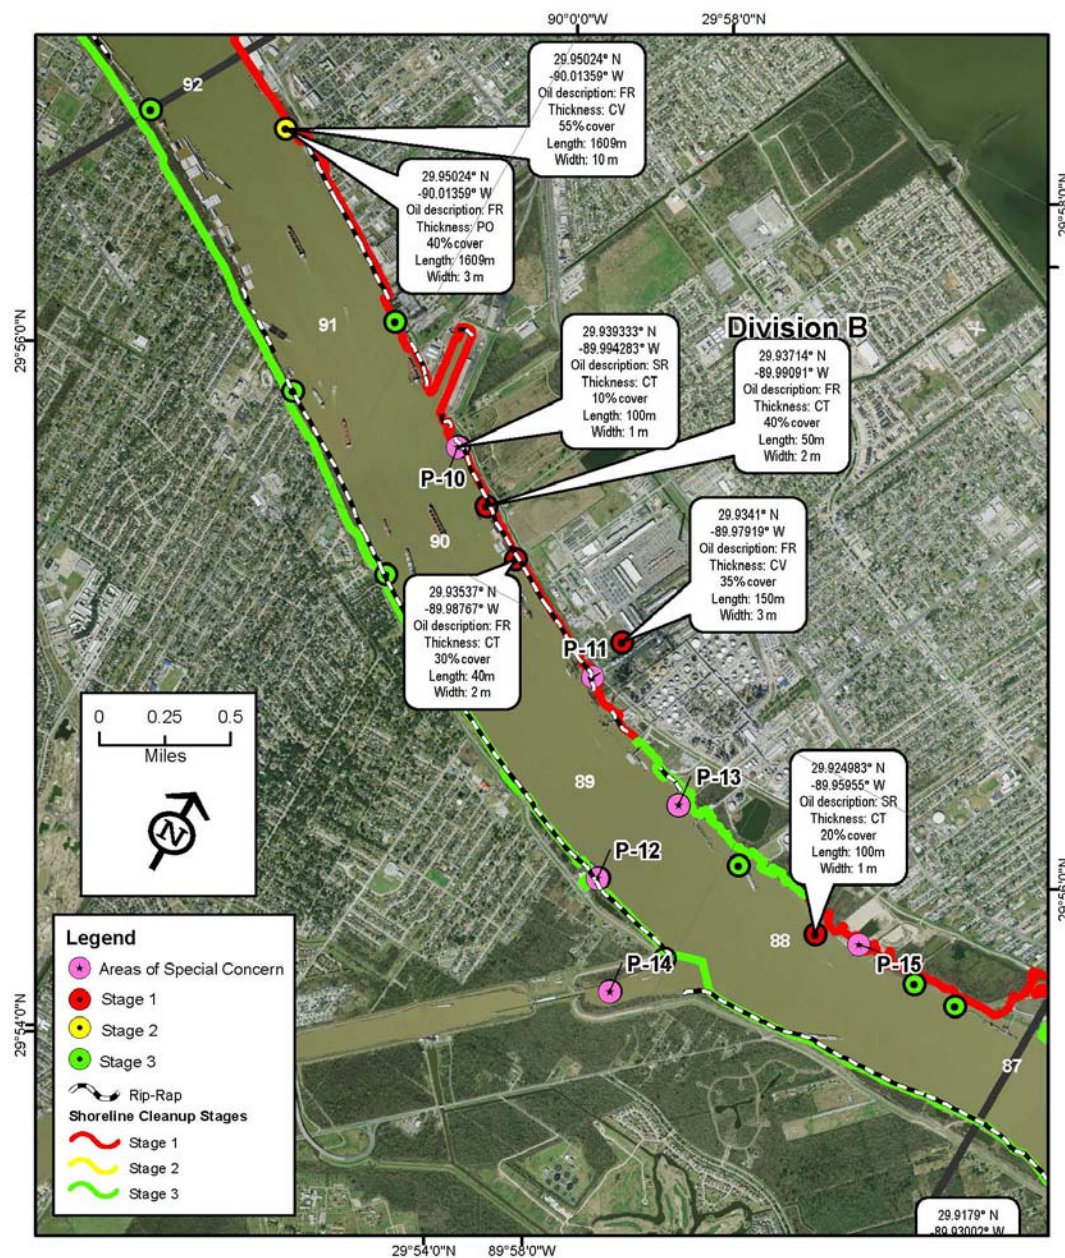 90°0'0"W
29°58'0"N
92
29.95024° N
-90.01359° W
Oil description: FR
Thickness: CV
55% cover
Length: 1609m
Width: 10 m
29.95024° N
-90.01359° W
Oil description: FR
Thickness: PO
40% cover
Length: 1609m
Width: 3 m
29°58'0"N
91
29°56'0"N
Division B
29.939333° N
-89.994283° W
Oil description: SR
Thickness: CT
10% cover
Length: 100m
Width: 1 m
29.93714° N
-89.99091° W
Oil description: FR
Thickness: CT
40% cover
Length: 50m
Width: 2 m
P-10
90
29.9341° N
-89.97919° W
Oil description: FR
Thickness: CV
35% cover
Length: 150m
Width: 3 m
29.93537° N
-89.98767° W
Oil description: FR
Thickness: CT
30% cover
Length: 40m
Width: 2 m
P-11
0 0.25 0.5
Miles
N
89
P-13
29.924983° N
-89.95955° W
Oil description: SR
Thickness: CT
20% cover
Length: 100m
Width: 1 m
P-12
29°56'0"N
88
P-15
P-14
Legend
Areas of Special Concern
Stage 1
Stage 2
Stage 3
Rip-Rap
Shoreline Cleanup Stages
Stage 1
Stage 2
Stage 3
29°54'0"N
87
29.9179° N
-89.93002° W
29°54'0"N
89°58'0"W